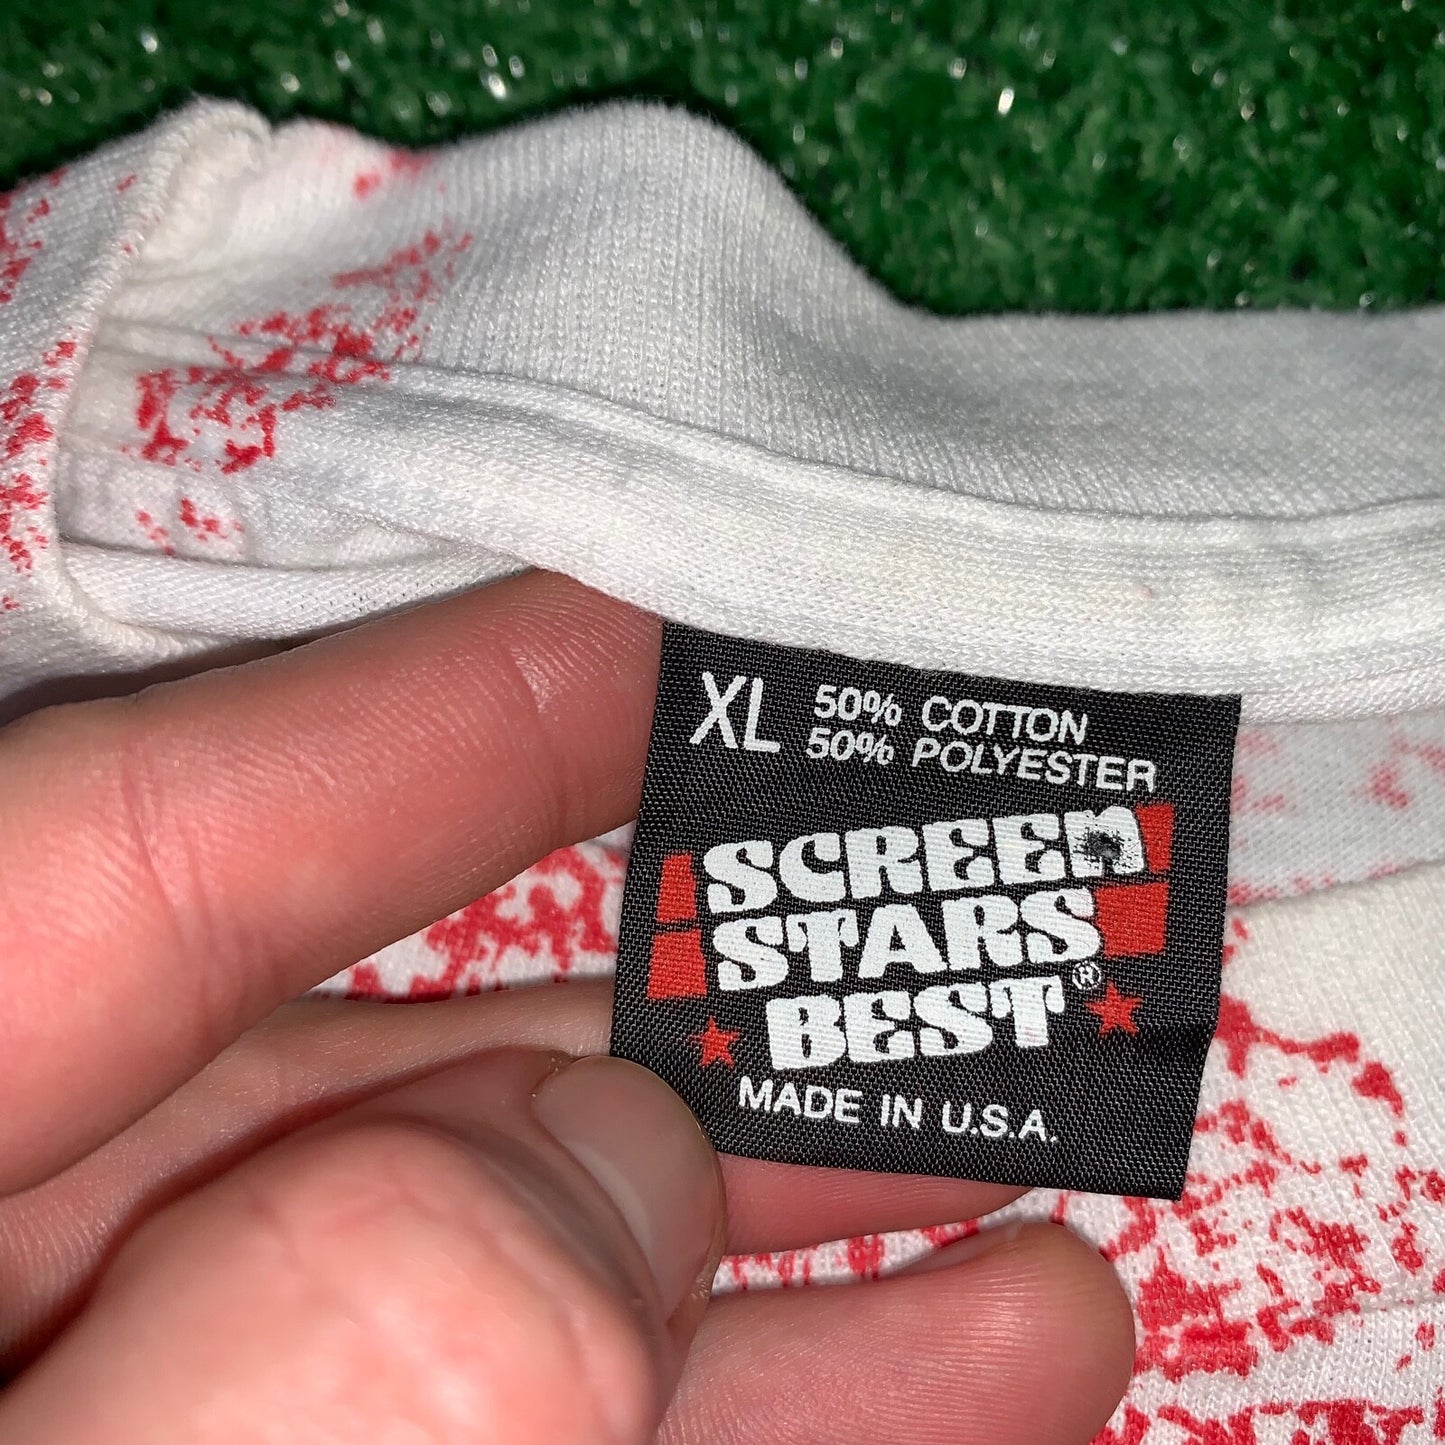 XL 50% COTTON
50% POLYESTER
SCREEN
STARS
BEST®
MADE IN U.S.A.